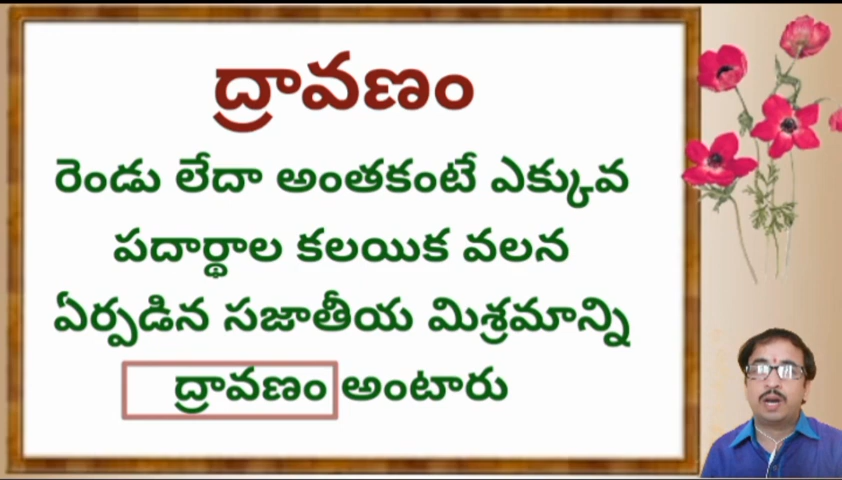 ద్రావణం
రెండు లేదా అంతకంటే ఎక్కువ
పదార్థాల కలయిక వలన
ఏర్పడిన సజాతీయ మిశ్రమాన్ని
ద్రావణం అంటారు